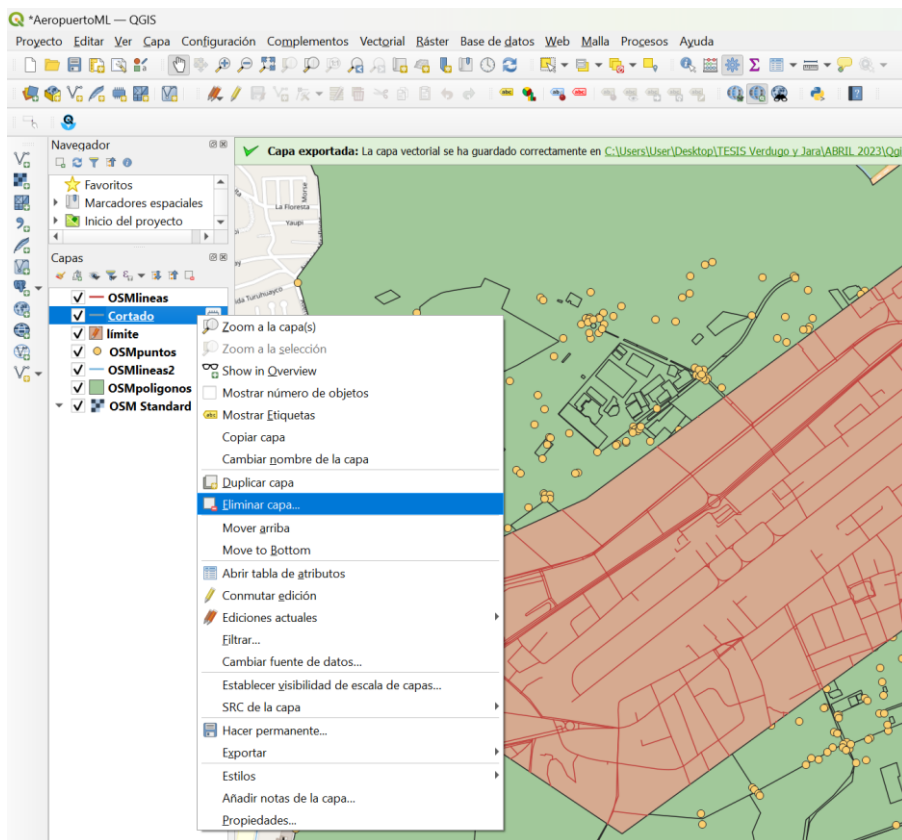 *AeropuertoML — QGIS
Proyecto Editar Ver Capa Configuración Complementos Vectorial Ráster Base de datos Web Malla Procesos Ayuda
Navegador
Capa exportada: La capa vectorial se ha guardado correctamente en C:\Users\User\Desktop\TESIS Verdugo y Jara\ABRIL 2023\Qgi
Favoritos
Marcadores espaciales
Inicio del proyecto
La Floresta
Morse
Yaupi
ida Turuhuayco
Capas
OSMlineas
Cortado
límite
OSMpuntos
OSMlineas2
OSMpoligonos
OSM Standard
Zoom a la capa(s)
Zoom a la selección
Show in Overview
Mostrar número de objetos
abc Mostrar Etiquetas
Copiar capa
Cambiar nombre de la capa
Duplicar capa
Eliminar capa...
Mover arriba
Move to Bottom
Abrir tabla de atributos
Conmutar edición
Ediciones actuales
Filtrar...
Cambiar fuente de datos...
Establecer visibilidad de escala de capas...
SRC de la capa
Hacer permanente...
Exportar
Estilos
Añadir notas de la capa...
Propiedades...